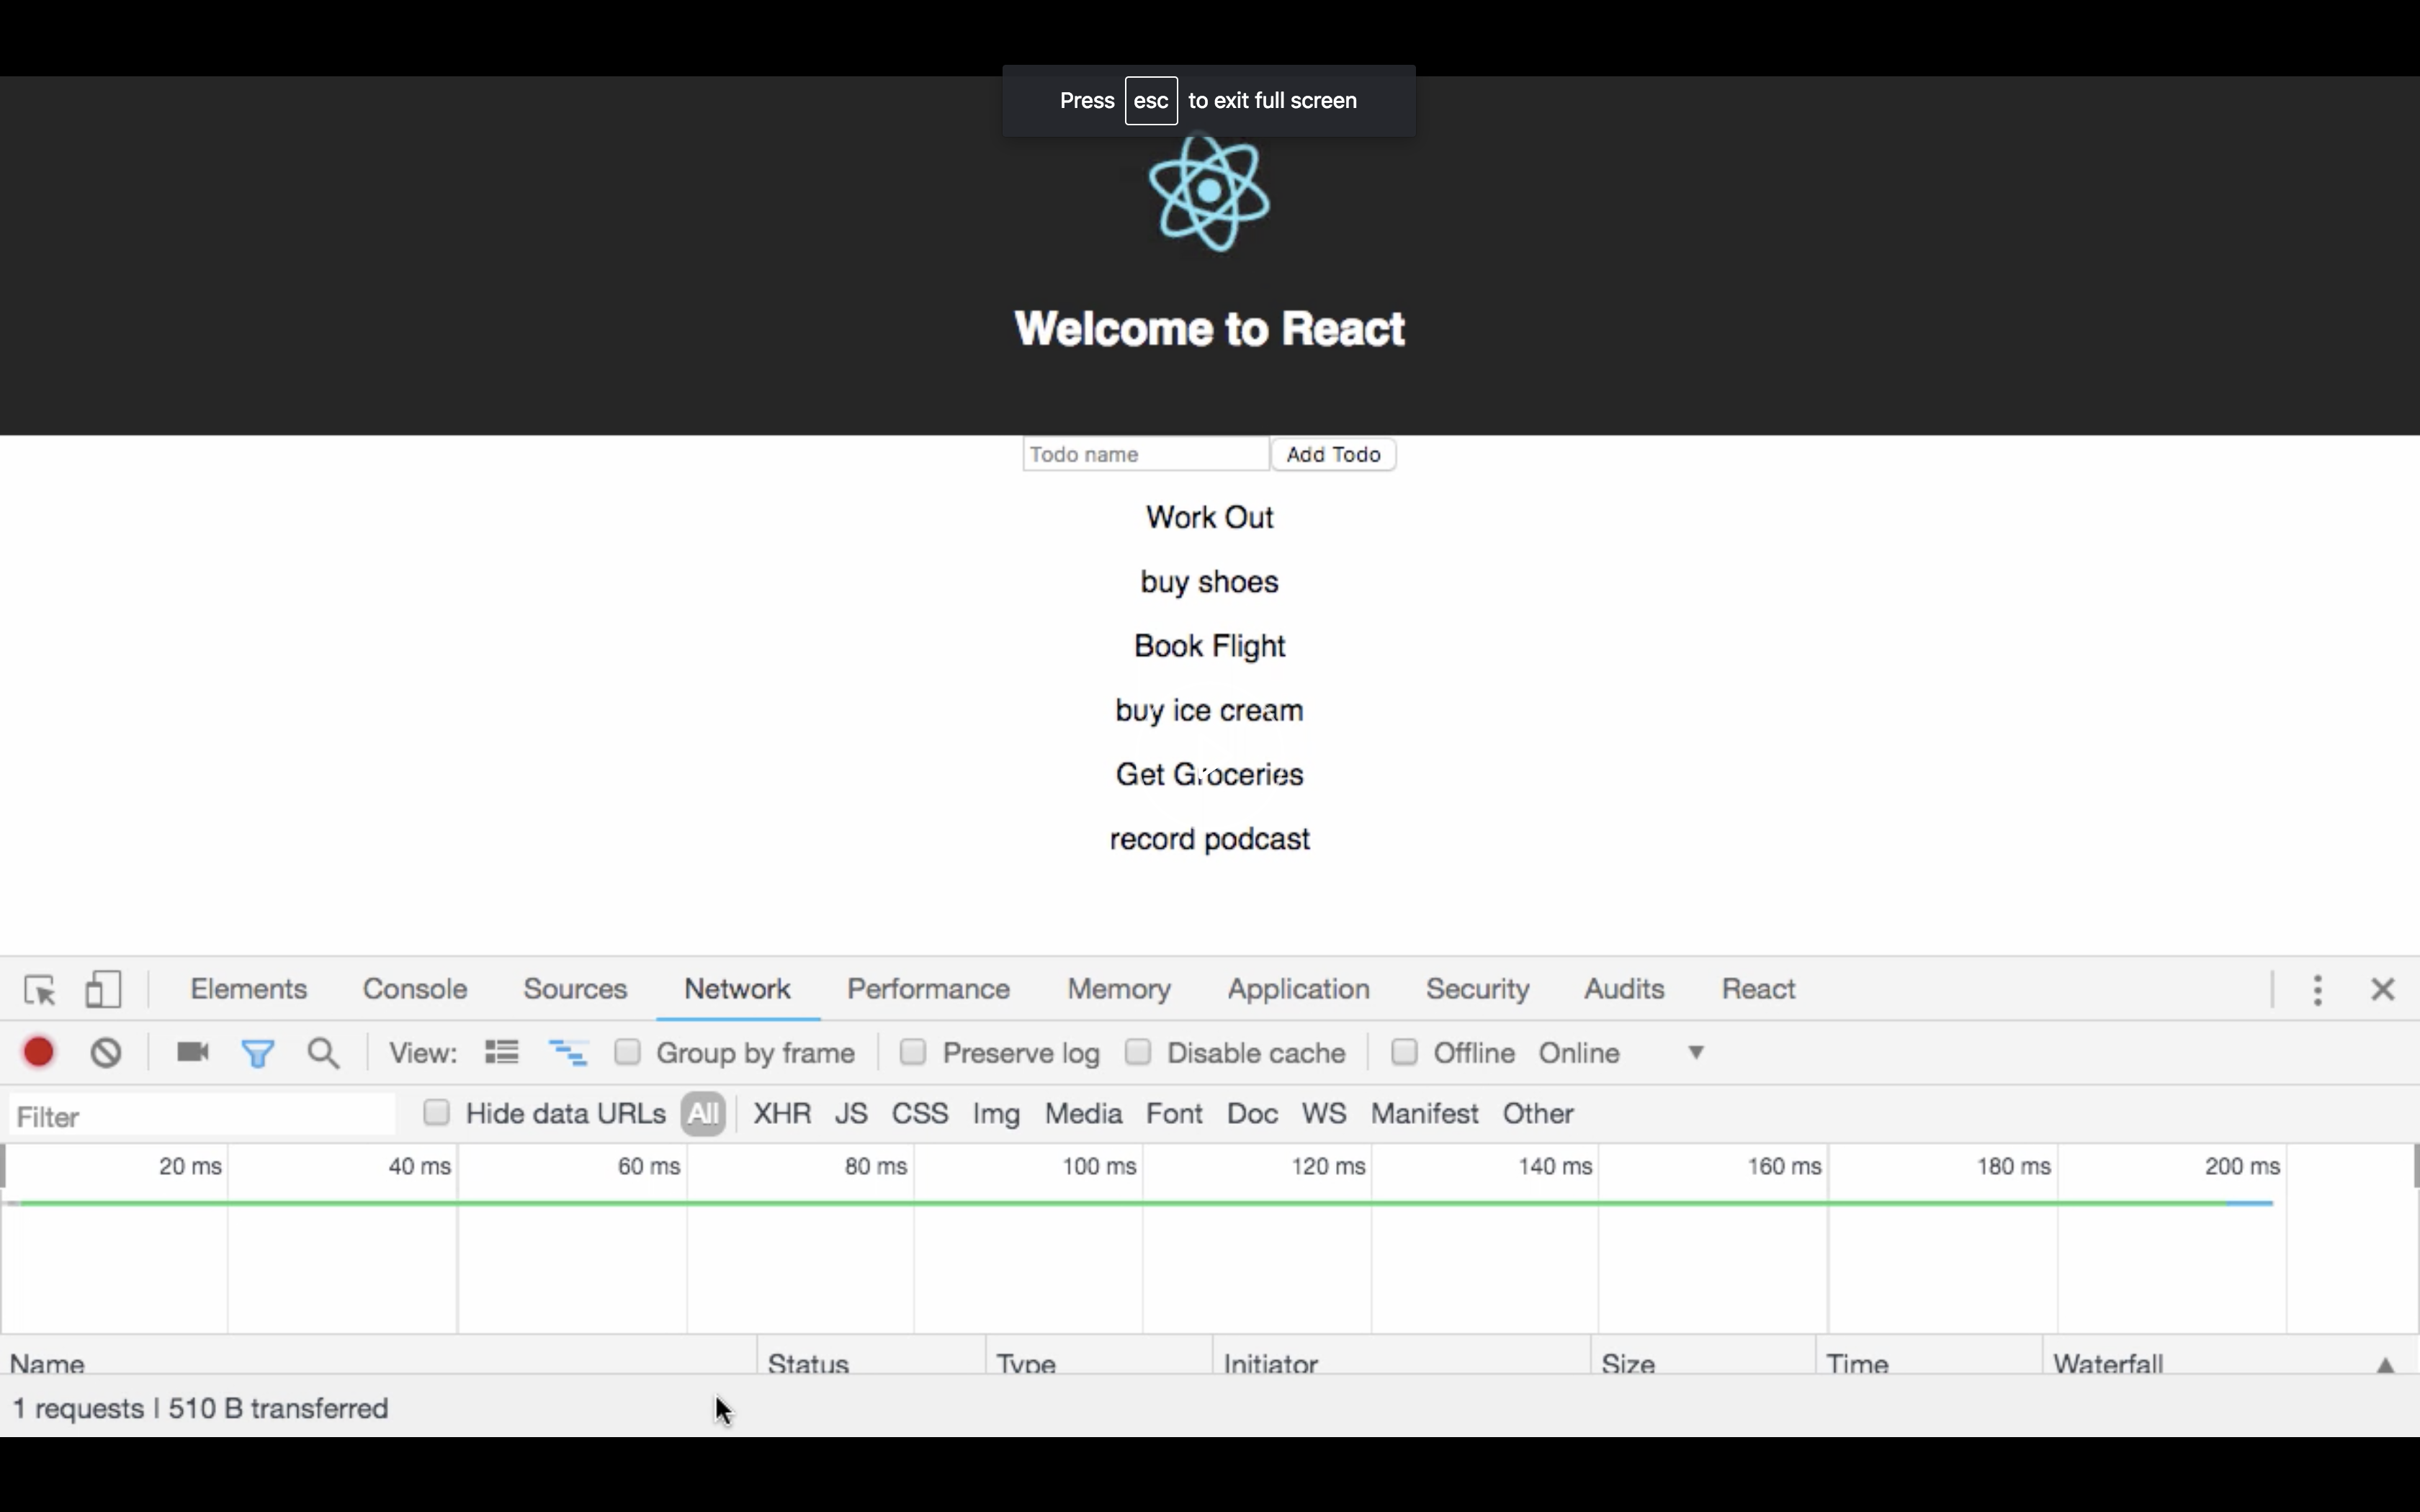 Press esc to exit full screen
Welcome to React
Todo name Add Todo
Work Out
buy shoes
Book Flight
buy ice cream
Get Groceries
record podcast
Elements Console Sources Network Performance Memory Application Security Audits React
View: Group by frame Preserve log Disable cache Offline Online
Filter Hide data URLs All XHR JS CSS Img Media Font Doc WS Manifest Other
20 ms 40 ms 60 ms 80 ms 100 ms 120 ms 140 ms 160 ms 180 ms 200 ms
Name Status Type Initiator Size Time Waterfall
1 requests | 510 B transferred